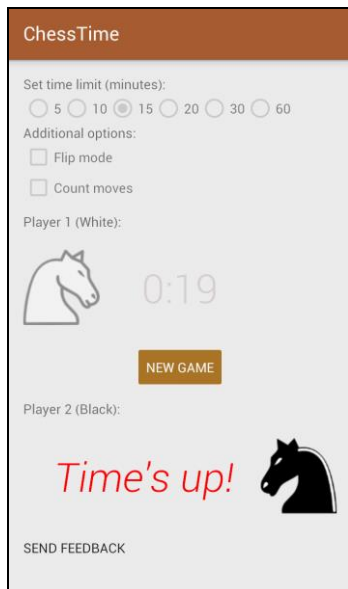 ChessTime
Set time limit (minutes):
5 10 15 20 30 60
Additional options:
Flip mode
Count moves
Player 1 (White):
0:19
NEW GAME
Player 2 (Black):
Time's up!
SEND FEEDBACK